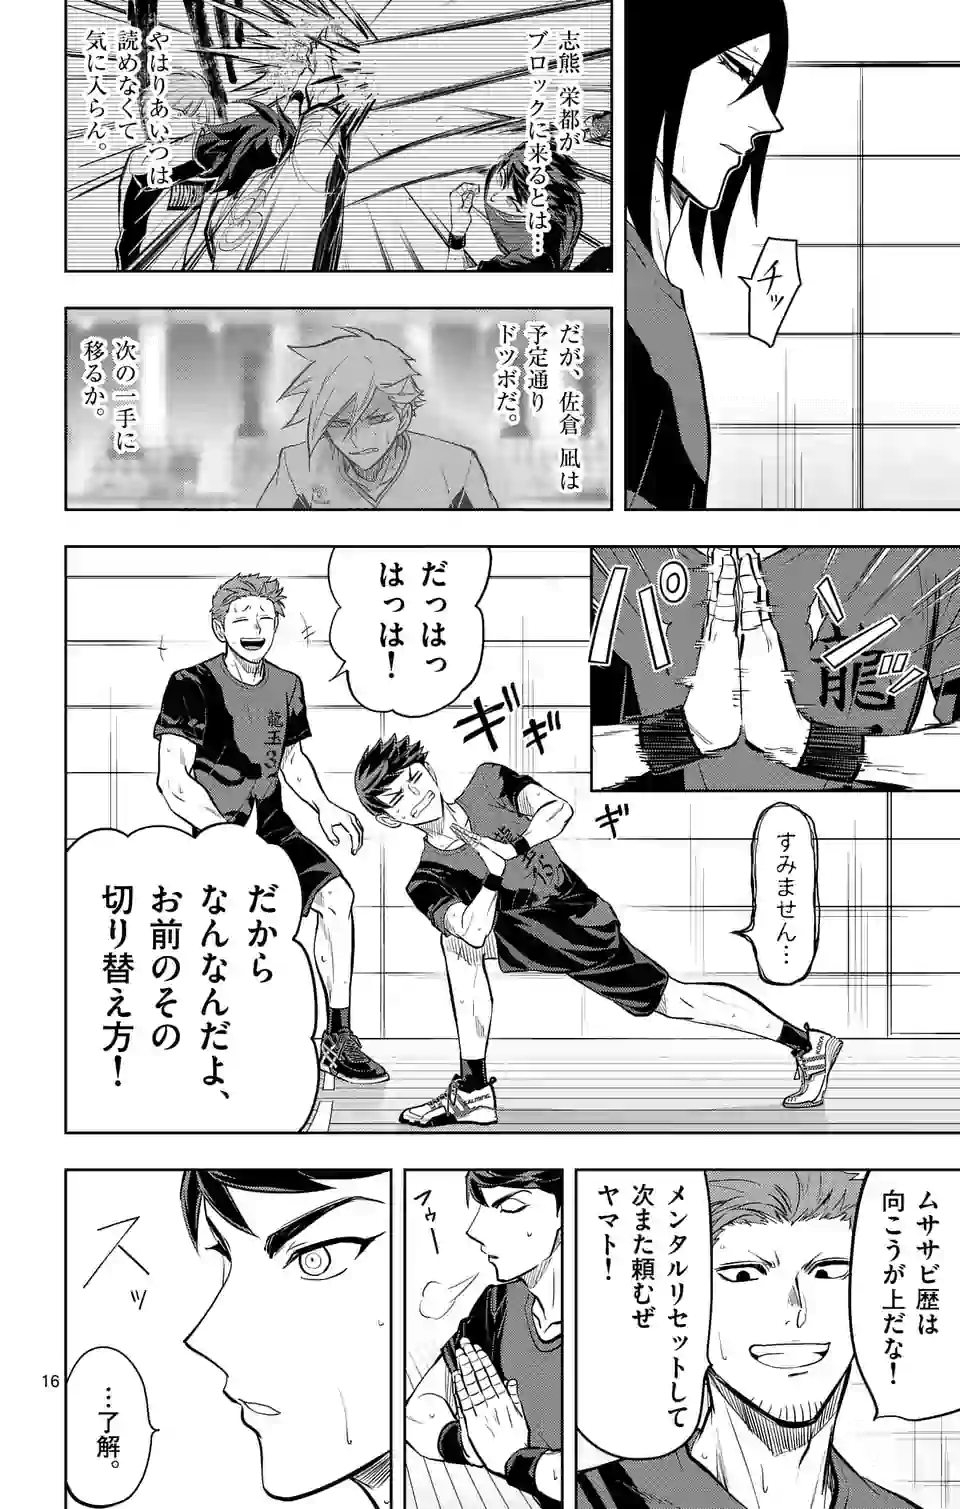 チッ
志熊 栄都が
ブロックに来るとは…
やはりあいつは
読めなくて
気に入らん。
だが、佐倉 凪は
予定通り
ドツボだ。
次の一手に
移るか。
パン
龍
すみません…
だっはっ
はっは！
ギギギ
龍王
3
だから
なんなんだよ、
お前のその
切り替え方！
ムササビ歴は
向こうが上だな！
メンタルリセットして
次また頼むぜ
ヤマト！
フゥー
スッ
…了解。
16